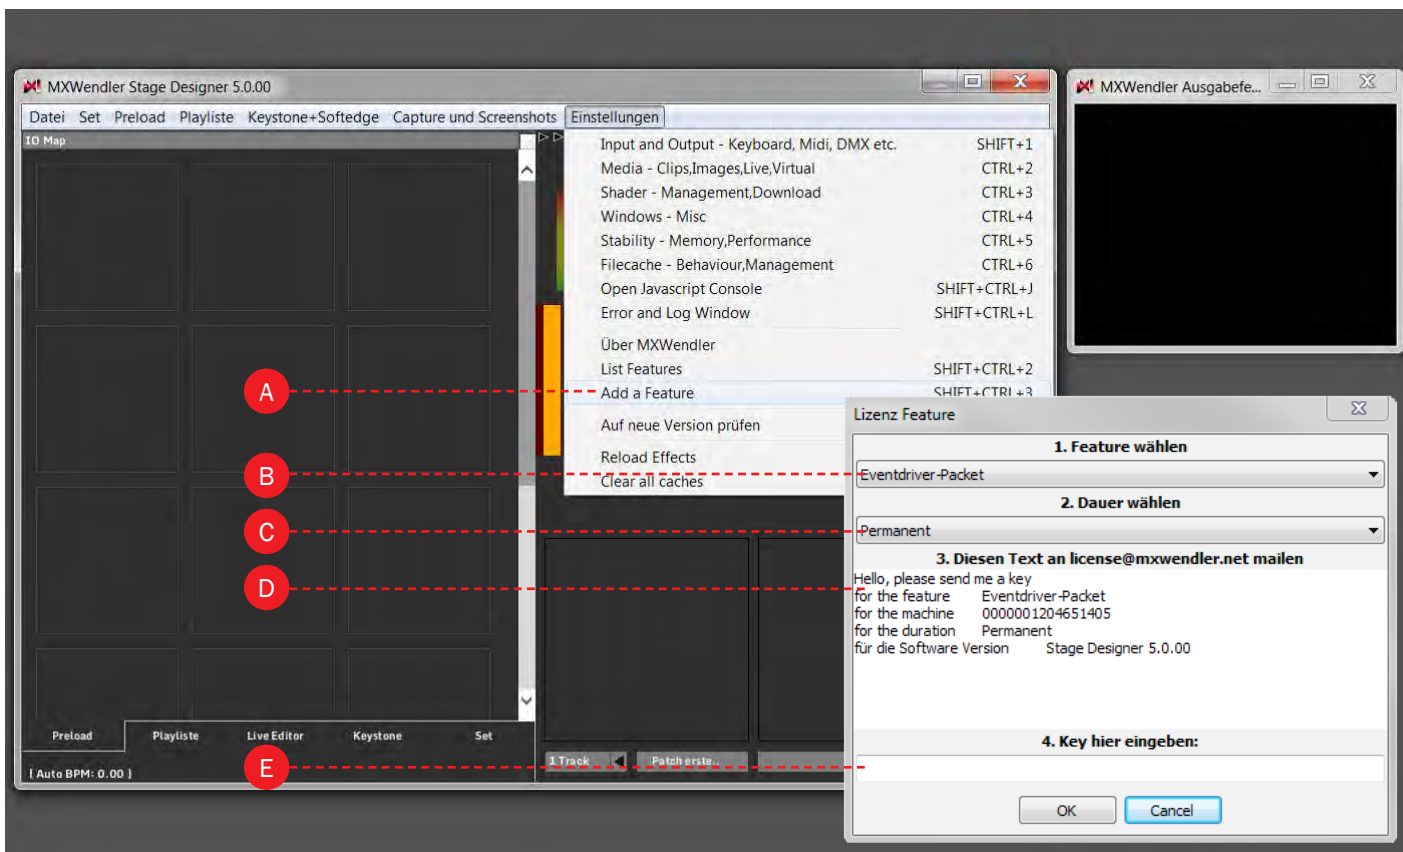 MXWendler Stage Designer 5.0.00
Datei Set Preload Playliste Keystone+Softedge Capture und Screenshots Einstellungen
IO Map
Input and Output - Keyboard, Midi, DMX etc. SHIFT+1
Media - Clips,Images,Live,Virtual CTRL+2
Shader - Management,Download CTRL+3
Windows - Misc CTRL+4
Stability - Memory,Performance CTRL+5
Filecache - Behaviour,Management CTRL+6
Open Javascript Console SHIFT+CTRL+J
Error and Log Window SHIFT+CTRL+L
Über MXWendler
List Features SHIFT+CTRL+2
Add a Feature SHIFT+CTRL+3
Auf neue Version prüfen
Reload Effects
Clear all caches
MXWendler Ausgabefe...
A
B
C
D
E
Preload Playliste Live Editor Keystone Set
[ Auto BPM: 0.00 ]
1 Track Patch erste..
Lizenz Feature
1. Feature wählen
Eventdriver-Packet
2. Dauer wählen
Permanent
3. Diesen Text an license@mxwendler.net mailen
Hello, please send me a key
for the feature Eventdriver-Packet
for the machine 0000001204651405
for the duration Permanent
für die Software Version Stage Designer 5.0.00
4. Key hier eingeben:
OK Cancel